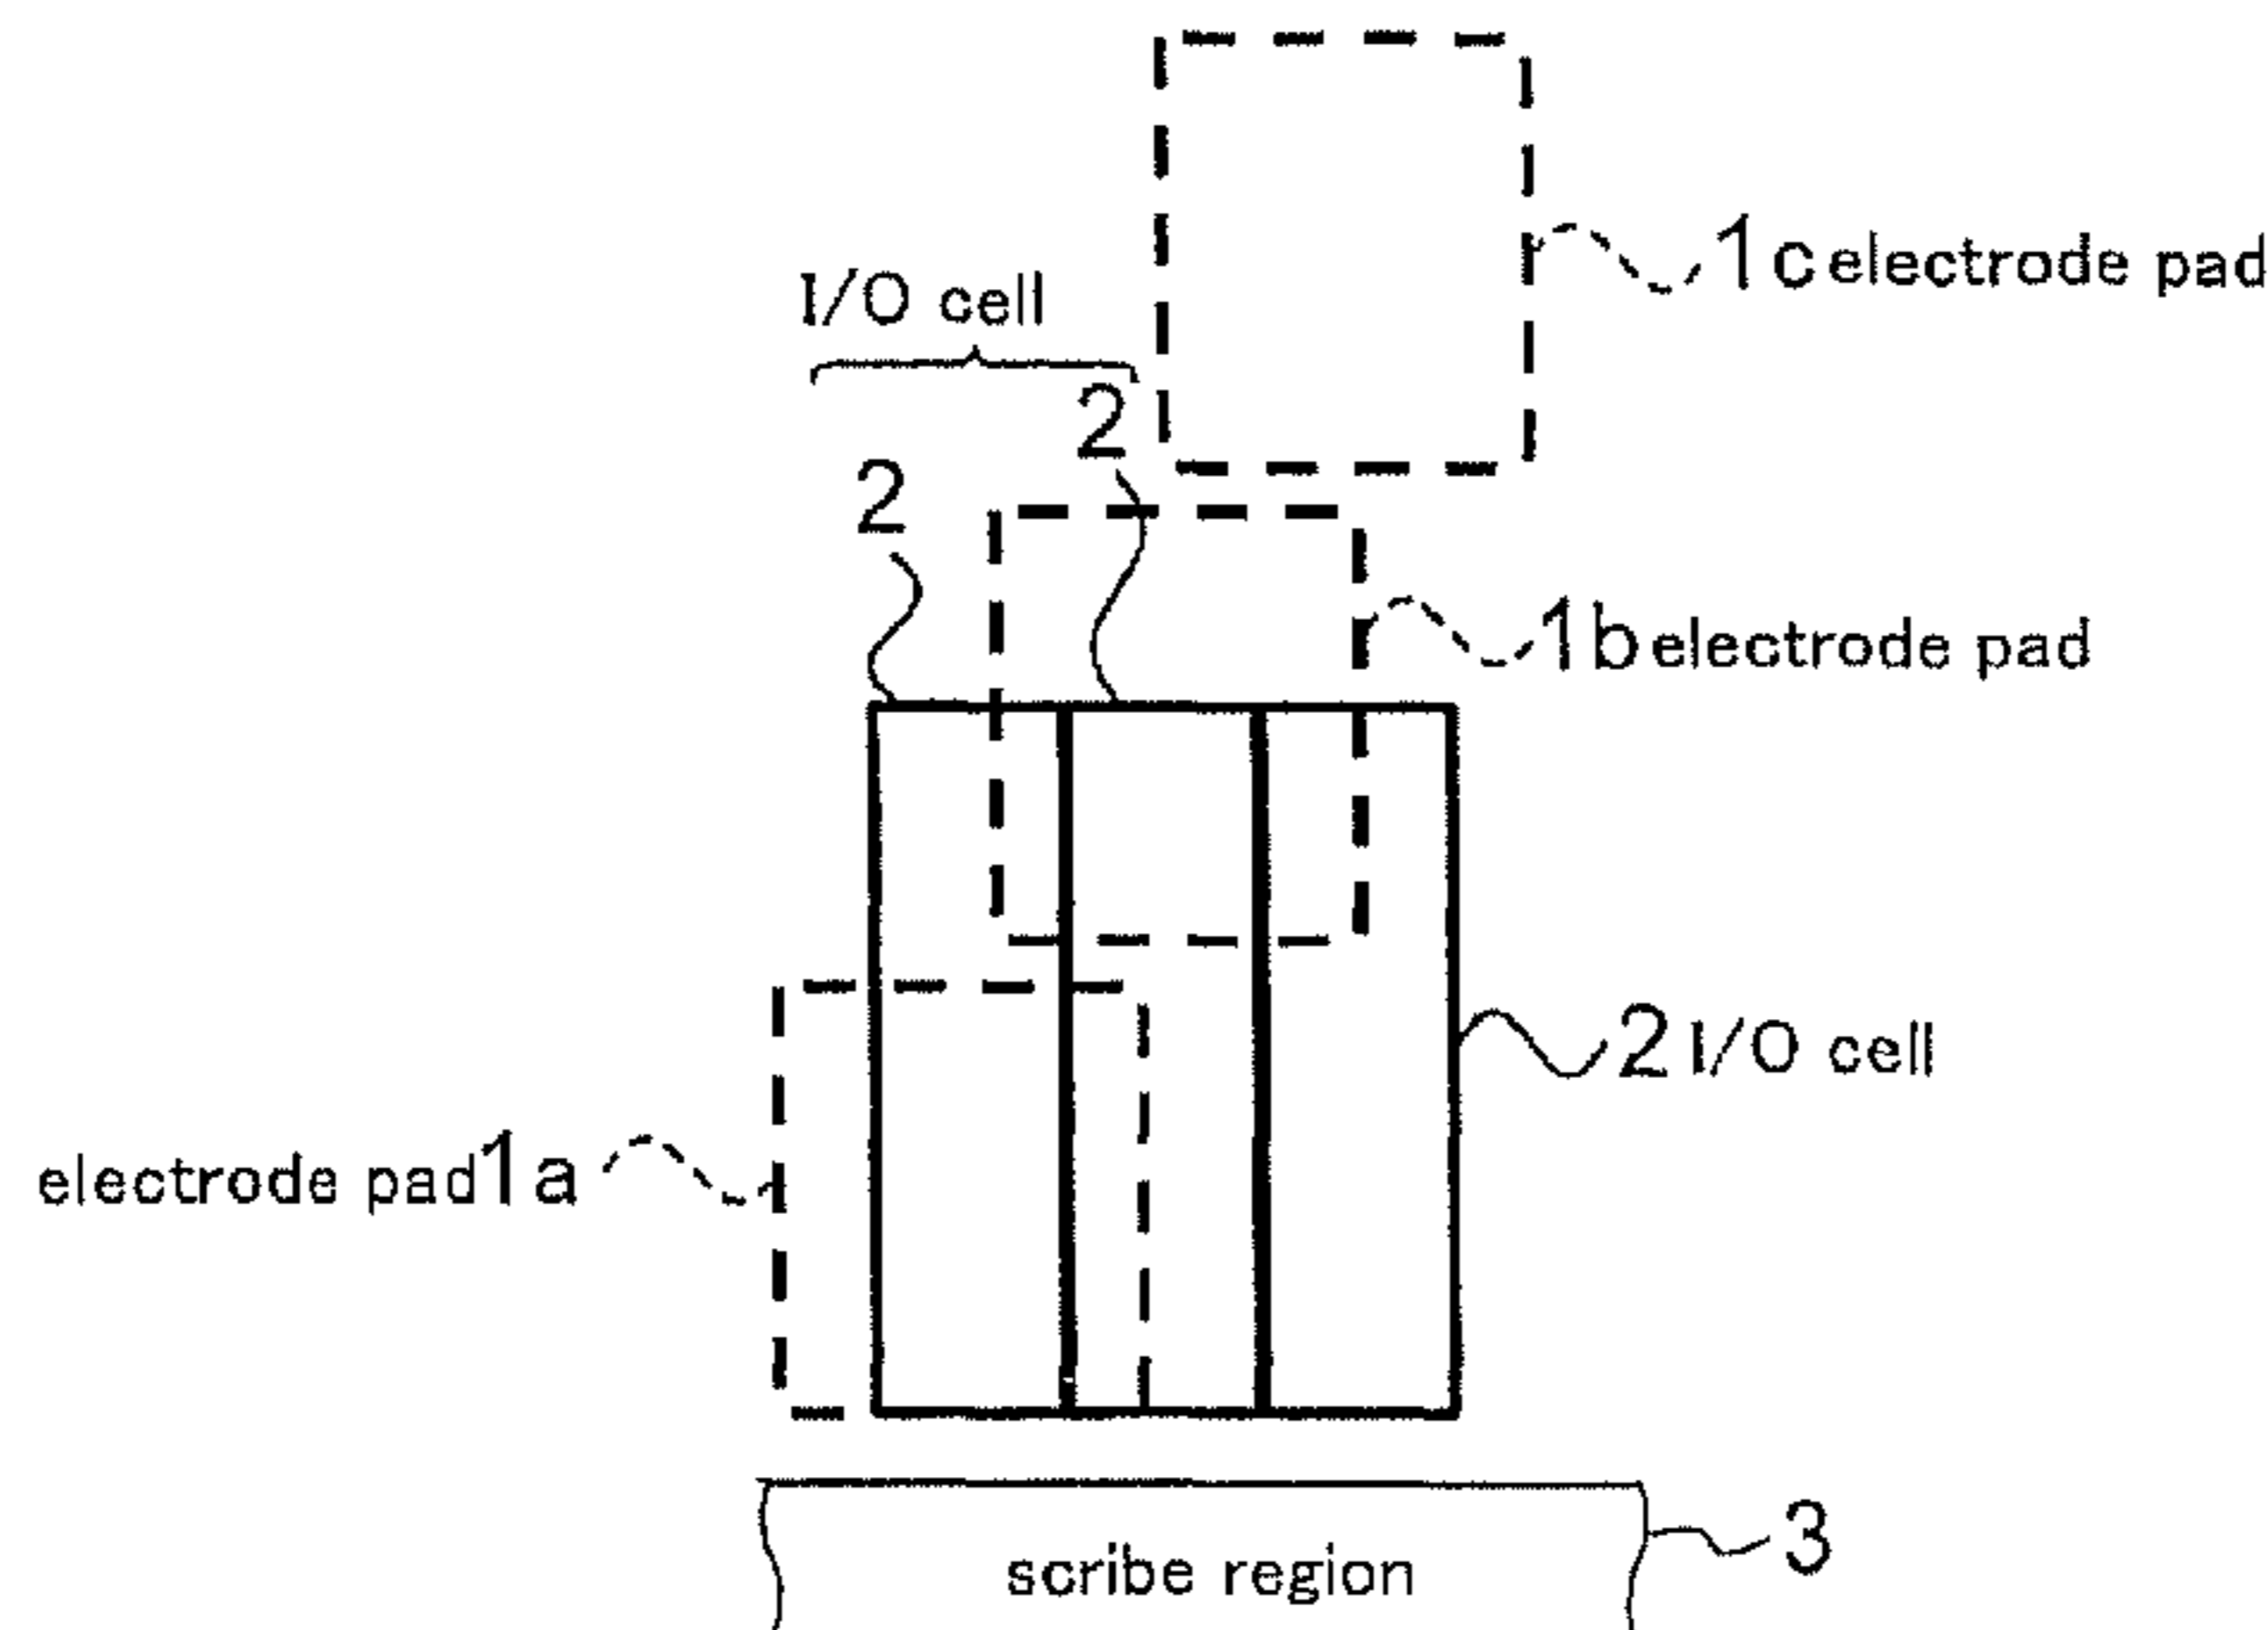 1c electrode pad
I/O cell
2
2
1b electrode pad
2 I/O cell
electrode pad 1a
scribe region
3